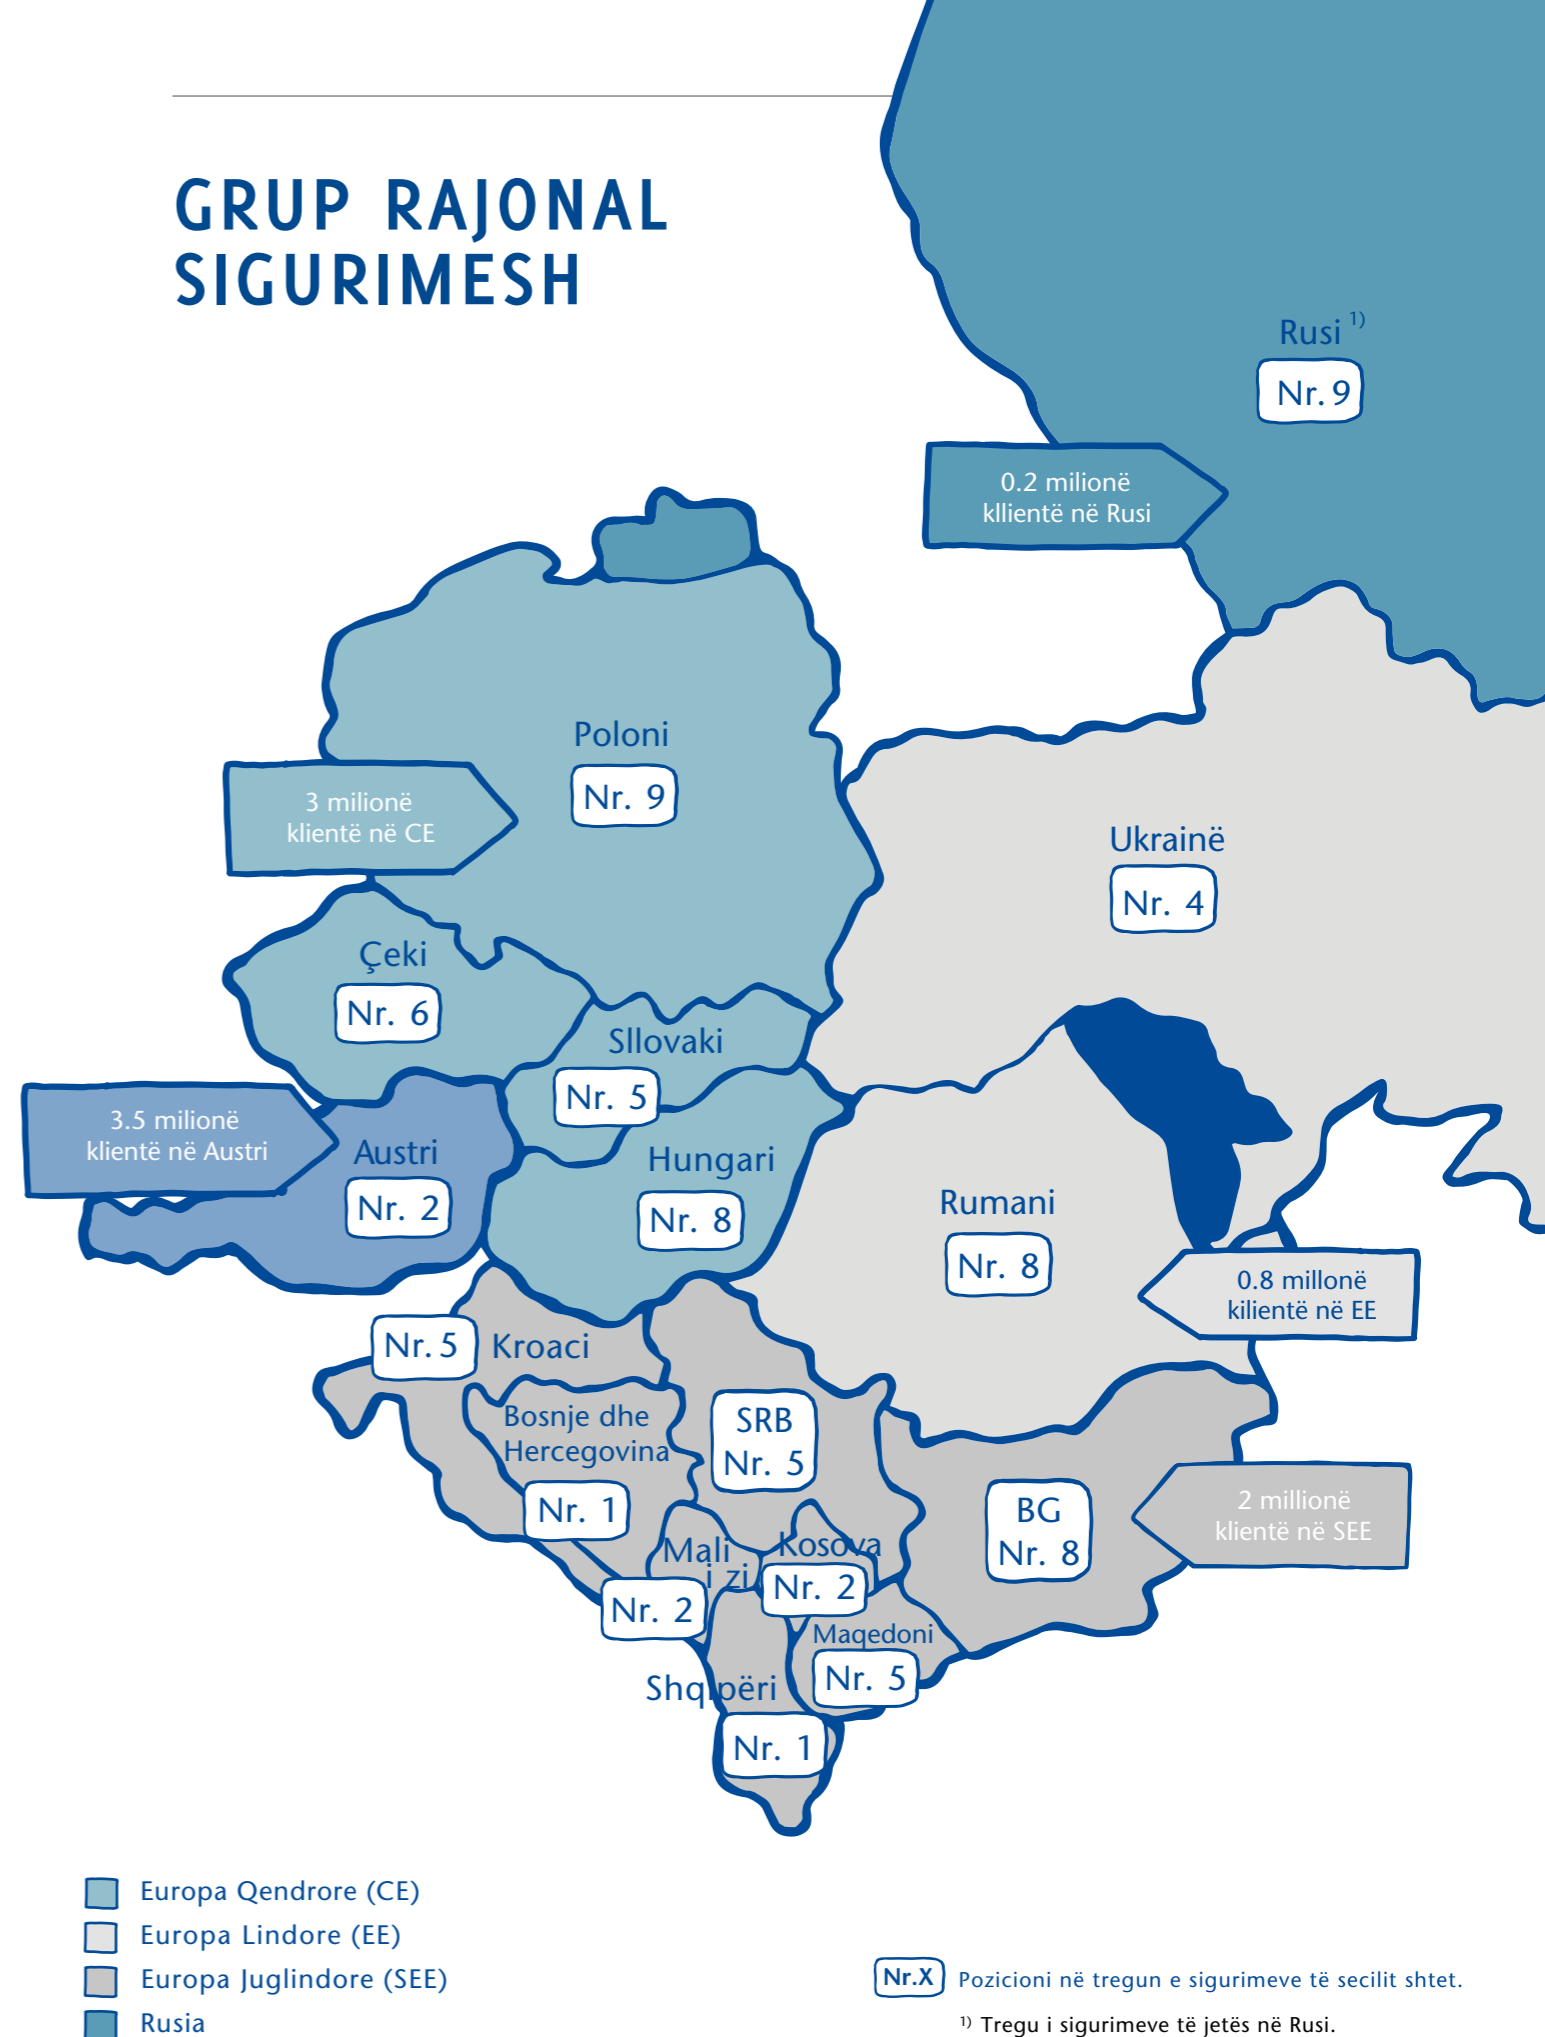 GRUP RAJONAL
SIGURIMESH
Rusi 1)
Nr. 9
0.2 milionë
kllientë në Rusi
Poloni
Nr. 9
3 milionë
klientë në CE
Ukrainë
Nr. 4
Çeki
Nr. 6
Sllovaki
Nr. 5
3.5 milionë
klientë në Austri
Austri
Nr. 2
Hungari
Nr. 8
Rumani
Nr. 8
0.8 millonë
kilientë në EE
Nr. 5
Kroaci
Bosnje dhe
Hercegovina
Nr. 1
SRB
Nr. 5
BG
Nr. 8
2 millionë
klientë në SEE
Mali
i zi
Nr. 2
Kosova
Nr. 2
Maqedoni
Nr. 5
Shqipëri
Nr. 1
Europa Qendrore (CE)
Europa Lindore (EE)
Europa Juglindore (SEE)
Rusia
Nr.X Pozicioni në tregun e sigurimeve të secilit shtet.
1) Tregu i sigurimeve të jetës në Rusi.